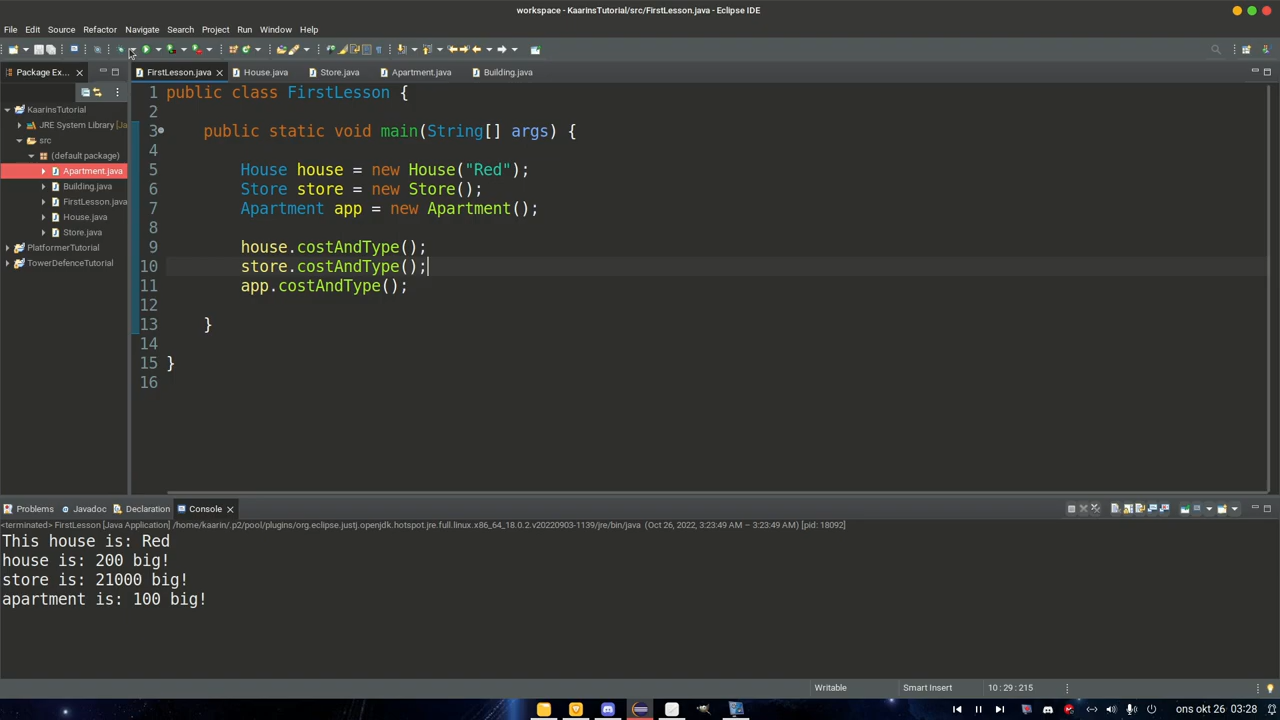 workspace - KaarinsTutorial/src/FirstLesson.java - Eclipse IDE
File Edit Source Refactor Navigate Search Project Run Window Help
Package Ex...
FirstLesson.java House.java Store.java Apartment.java Building.java
KaarinsTutorial
JRE System Library [Ja
src
(default package)
Apartment.java
Building.java
FirstLesson.java
House.java
Store.java
PlatformerTutorial
TowerDefenceTutorial
1 public class FirstLesson {
2
3 public static void main(String[] args) {
4
5 House house = new House("Red");
6 Store store = new Store();
7 Apartment app = new Apartment();
8
9 house.costAndType();
10 store.costAndType();
11 app.costAndType();
12
13 }
14
15 }
16
Problems Javadoc Declaration Console
<terminated> FirstLesson [Java Application] /home/kaarin/.p2/pool/plugins/org.eclipse.justj.openjdk.hotspot.jre.full.linux.x86_64_18.0.2.v20220903-1139/jre/bin/java (Oct 26, 2022, 3:23:49 AM – 3:23:49 AM) [pid: 18092]
This house is: Red
house is: 200 big!
store is: 21000 big!
apartment is: 100 big!
Writable Smart Insert 10 : 29 : 215
ons okt 26 03:28